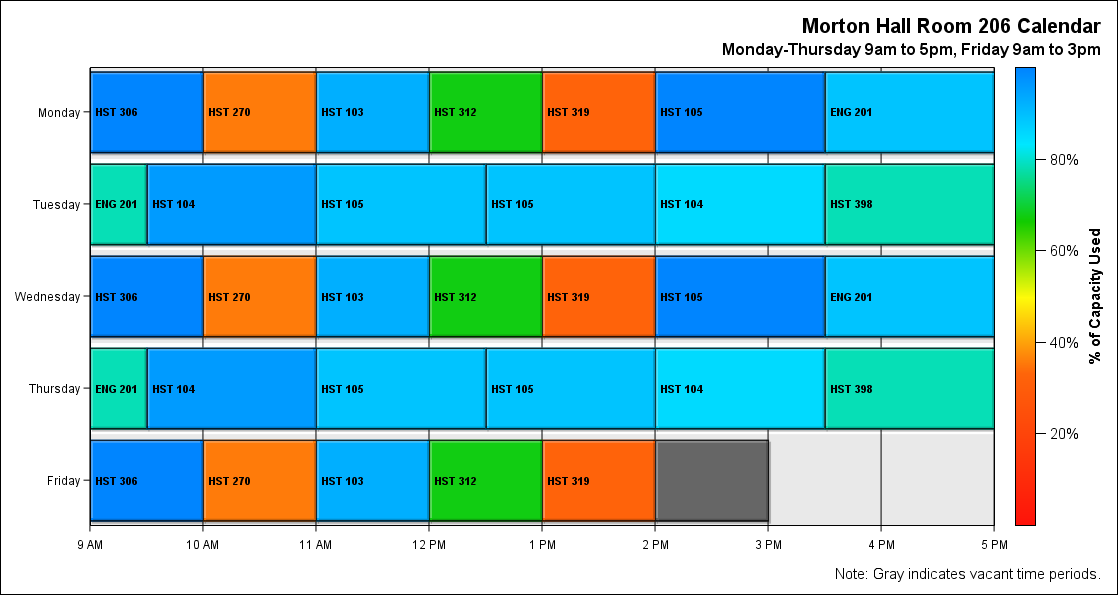 Morton Hall Room 206 Calendar
Monday-Thursday 9am to 5pm, Friday 9am to 3pm
Monday HST 306 HST 270 HST 103 HST 312 HST 319 HST 105 ENG 201
80%
Tuesday ENG 201 HST 104 HST 105 HST 105 HST 104 HST 398
60%
Wednesday HST 306 HST 270 HST 103 HST 312 HST 319 HST 105 ENG 201
% of Capacity Used
40%
Thursday ENG 201 HST 104 HST 105 HST 105 HST 104 HST 398
20%
Friday HST 306 HST 270 HST 103 HST 312 HST 319
9 AM 10 AM 11 AM 12 PM 1 PM 2 PM 3 PM 4 PM 5 PM
Note: Gray indicates vacant time periods.